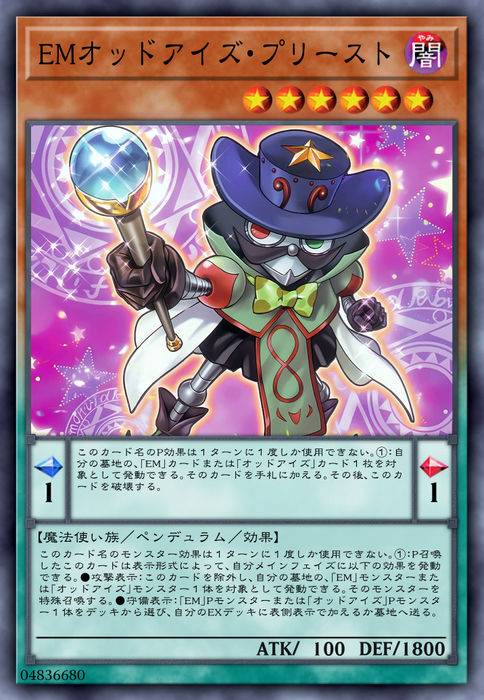 EMオッドアイズ・プリースト
やみ
闇
このカード名のP効果は1ターンに1度しか使用できない。①:自
分の墓地の、「EM」カードまたは「オッドアイズ」カード1枚を対
象として発動できる。そのカードを手札に加える。その後、このカ
ードを破壊する。
1
1
【魔法使い族/ペンデュラム/効果】
このカード名のモンスター効果は1ターンに1度しか使用できない。①:P召喚
したこのカードは表示形式によって、自分メインフェイズに以下の効果を発動
できる。●攻撃表示:このカードを除外し、自分の墓地の、「EM」モンスターまた
は「オッドアイズ」モンスター1体を対象として発動できる。そのモンスターを
特殊召喚する。●守備表示:「EM」Pモンスターまたは「オッドアイズ」Pモンス
ター1体をデッキから選び、自分のEXデッキに表側表示で加えるか墓地へ送る。
ATK/ 100 DEF/1800
04836680